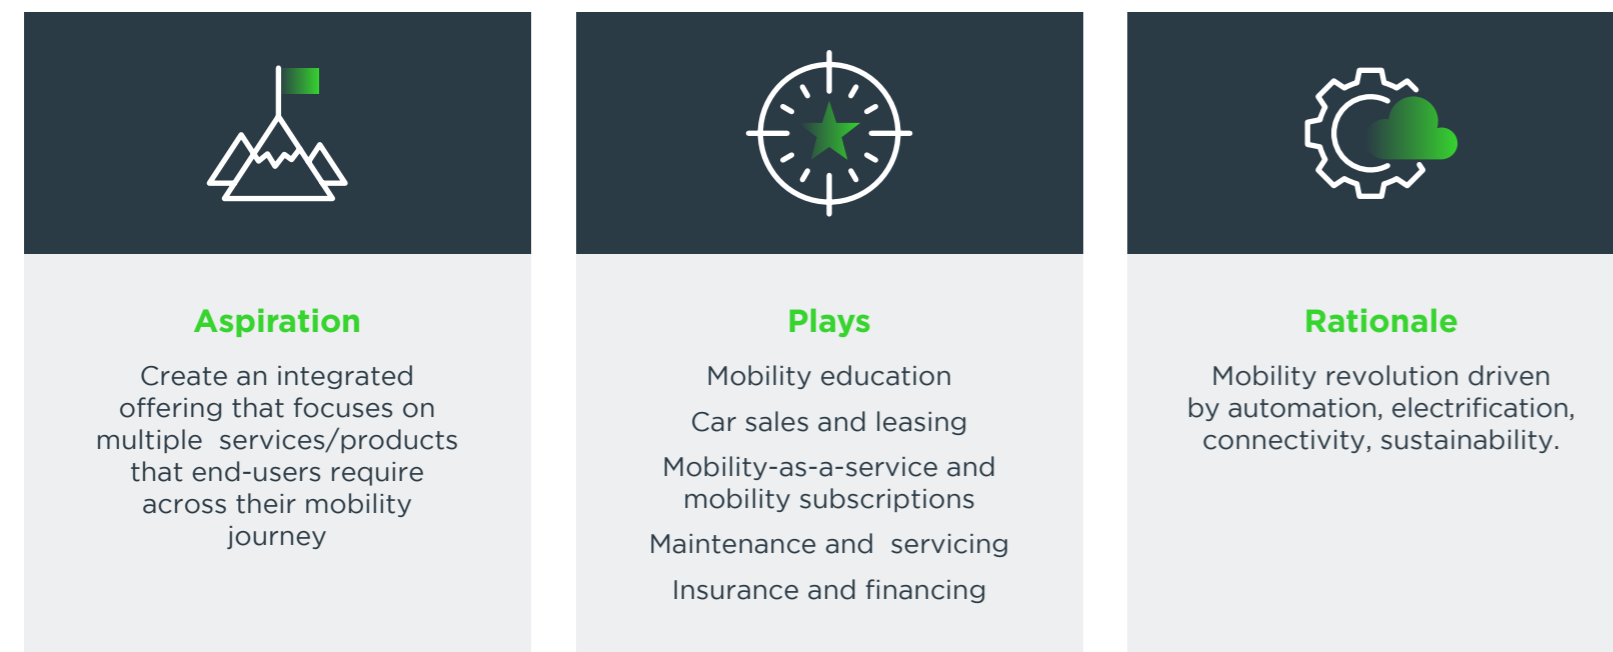 Aspiration
Create an integrated
offering that focuses on
multiple services/products
that end-users require
across their mobility
journey
Plays
Mobility education
Car sales and leasing
Mobility-as-a-service and
mobility subscriptions
Maintenance and servicing
Insurance and financing
Rationale
Mobility revolution driven
by automation, electrification,
connectivity, sustainability.